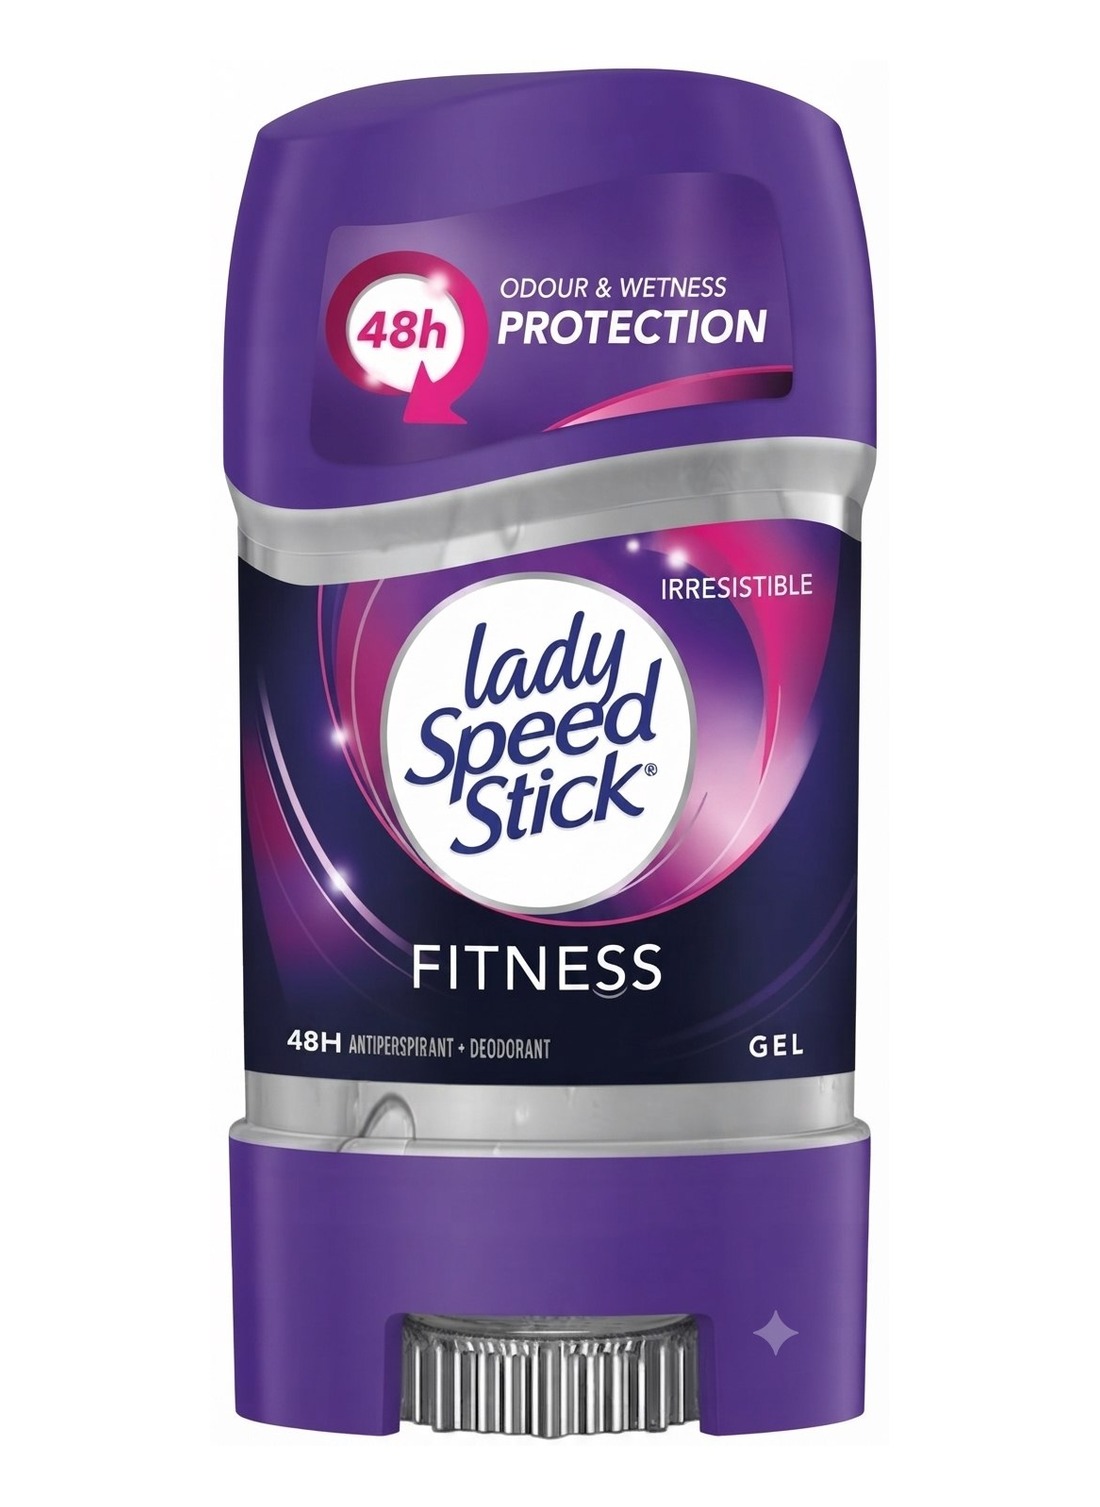 48h
ODOUR & WETNESS
PROTECTION
IRRESISTIBLE
lady
Speed
Stick®
FITNESS
48H ANTIPERSPIRANT + DEODORANT
GEL